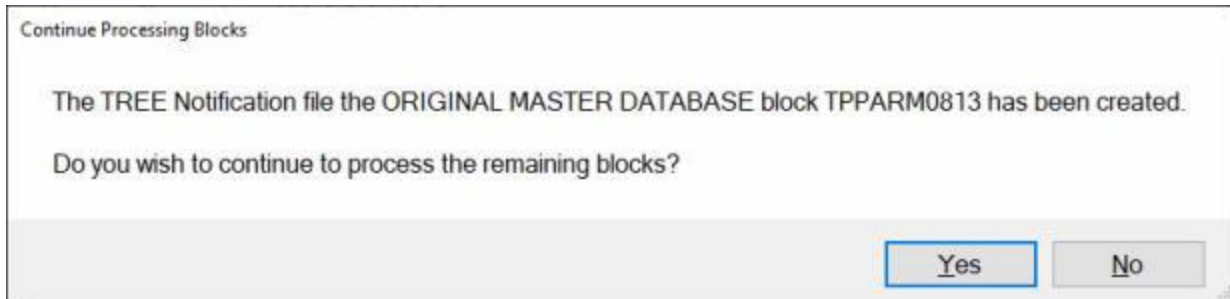 Continue Processing Blocks
The TREE Notification file the ORIGINAL MASTER DATABASE block TPPARM0813 has been created.
Do you wish to continue to process the remaining blocks?
Yes No